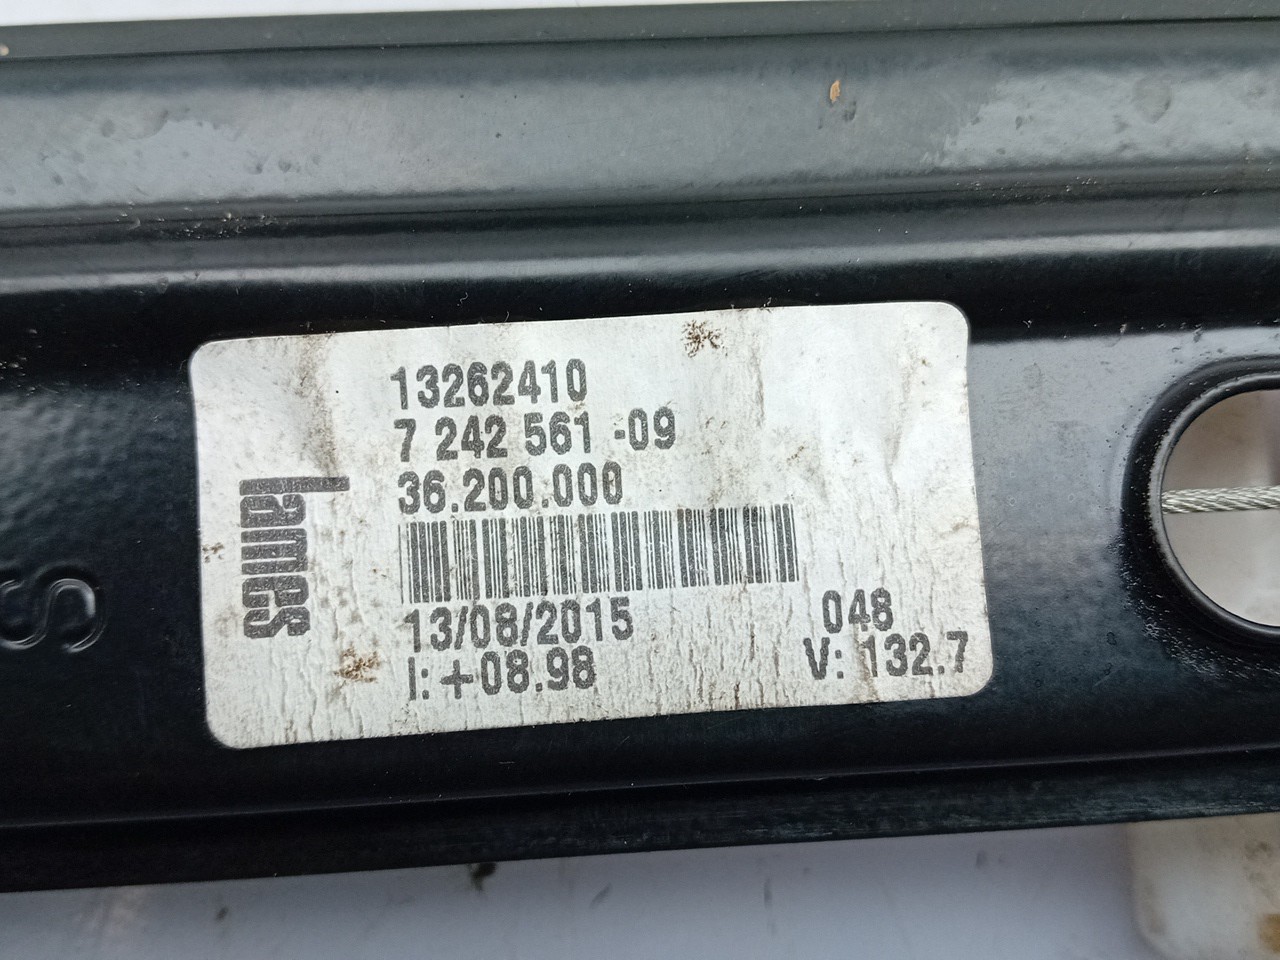 13262410
7 242 561 -09
36.200.000
Lames
13/08/2015
048
I: +08.98
V: 132.7
S